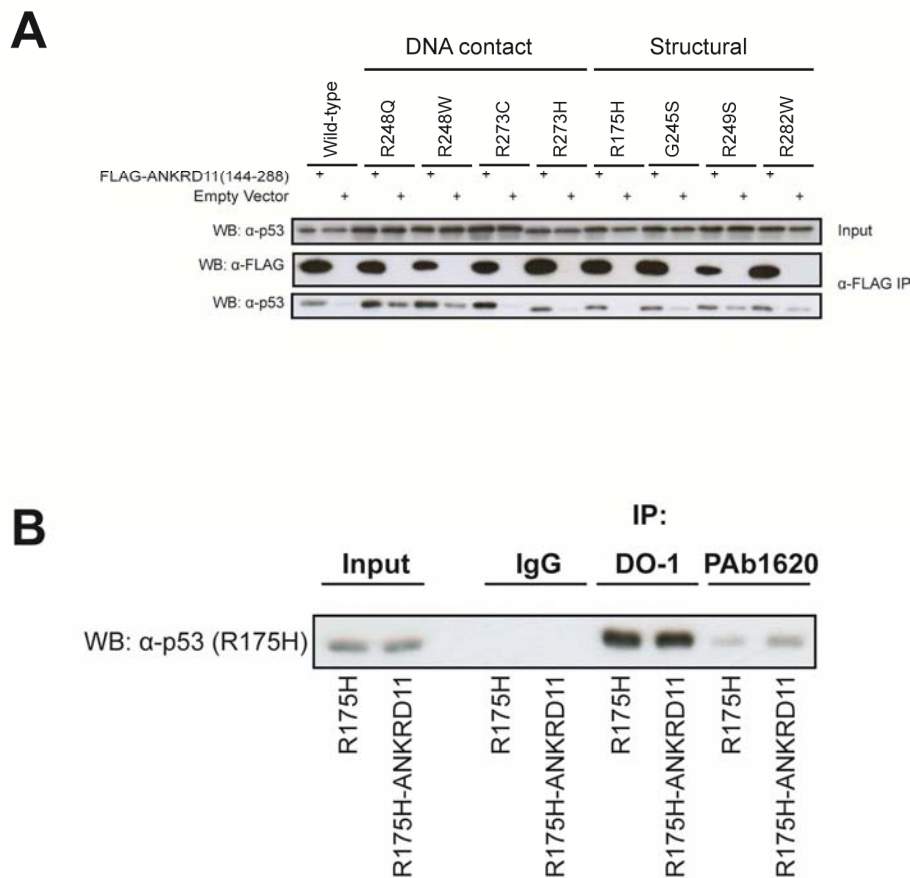 A
DNA contact Structural
Wild-type R248Q R248W R273C R273H R175H G245S R249S R282W
FLAG-ANKRD11(144-288) + + + + + + + + +
Empty Vector + + + + + + + + +
WB: α-p53 Input
WB: α-FLAG
α-FLAG IP
WB: α-p53
B
IP:
Input IgG DO-1 PAb1620
WB: α-p53 (R175H)
R175H R175H-ANKRD11 R175H R175H-ANKRD11 R175H R175H-ANKRD11 R175H R175H-ANKRD11